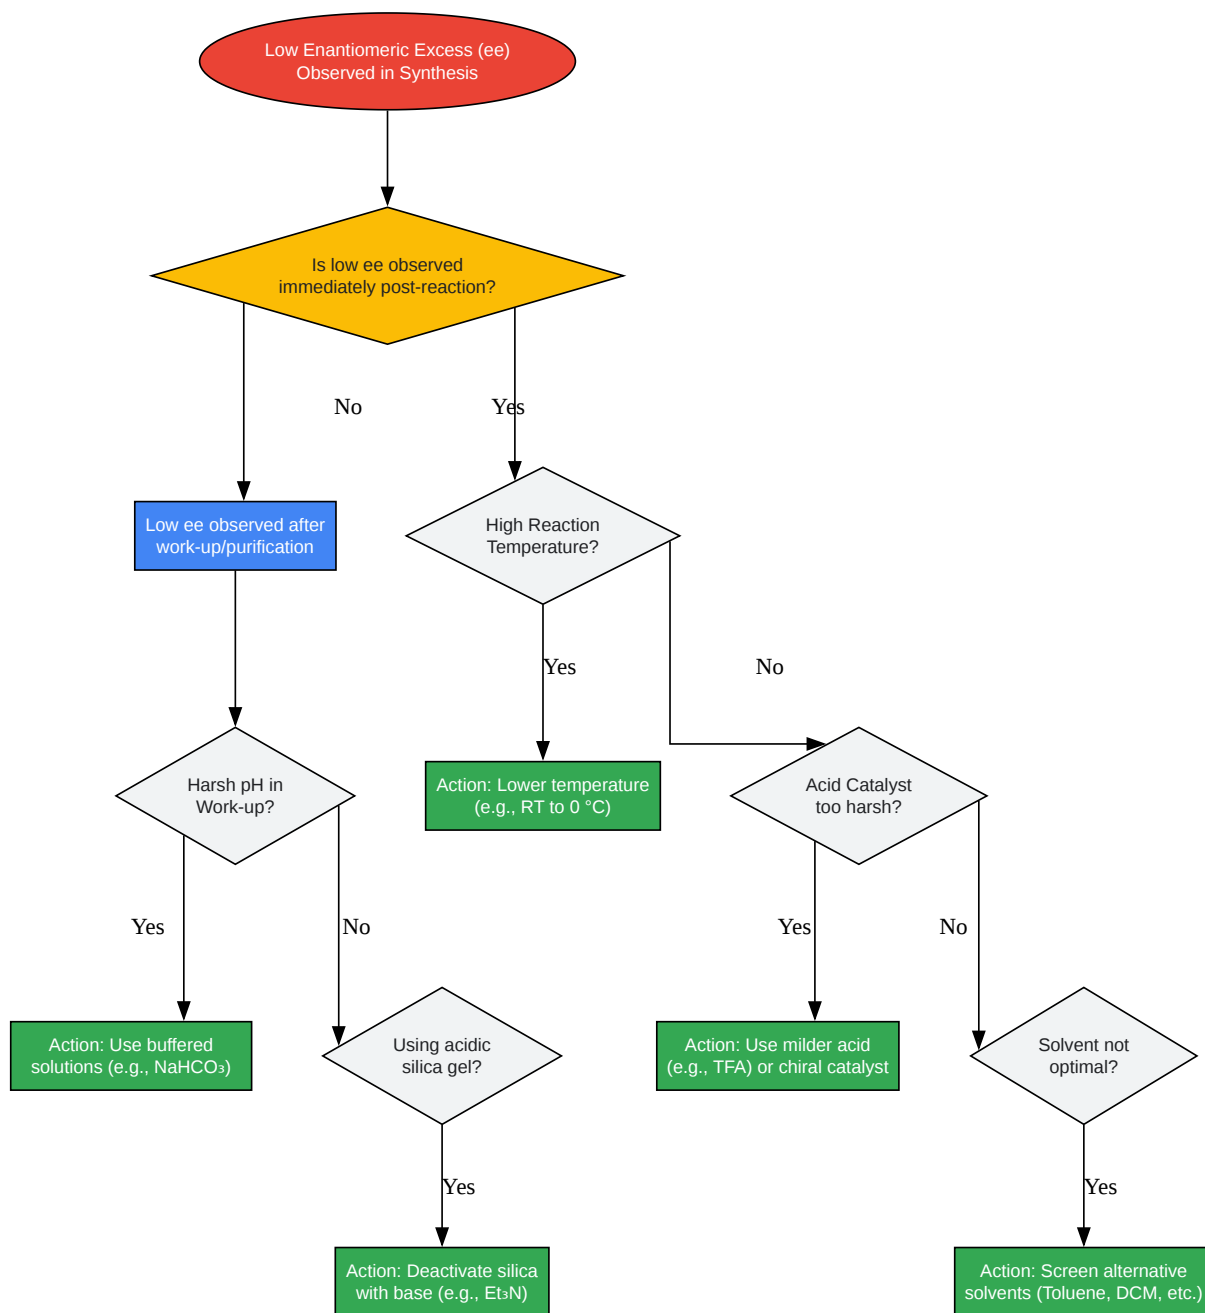 Low Enantiomeric Excess (ee)
Observed in Synthesis
Is low ee observed
immediately post-reaction?
No
Yes
Low ee observed after
work-up/purification
High Reaction
Temperature?
Yes
No
Harsh pH in
Work-up?
Action: Lower temperature
(e.g., RT to 0 °C)
Acid Catalyst
too harsh?
Yes
No
Yes
No
Action: Use buffered
solutions (e.g., NaHCO₃)
Using acidic
silica gel?
Action: Use milder acid
(e.g., TFA) or chiral catalyst
Solvent not
optimal?
Yes
Yes
Action: Deactivate silica
with base (e.g., Et₃N)
Action: Screen alternative
solvents (Toluene, DCM, etc.)